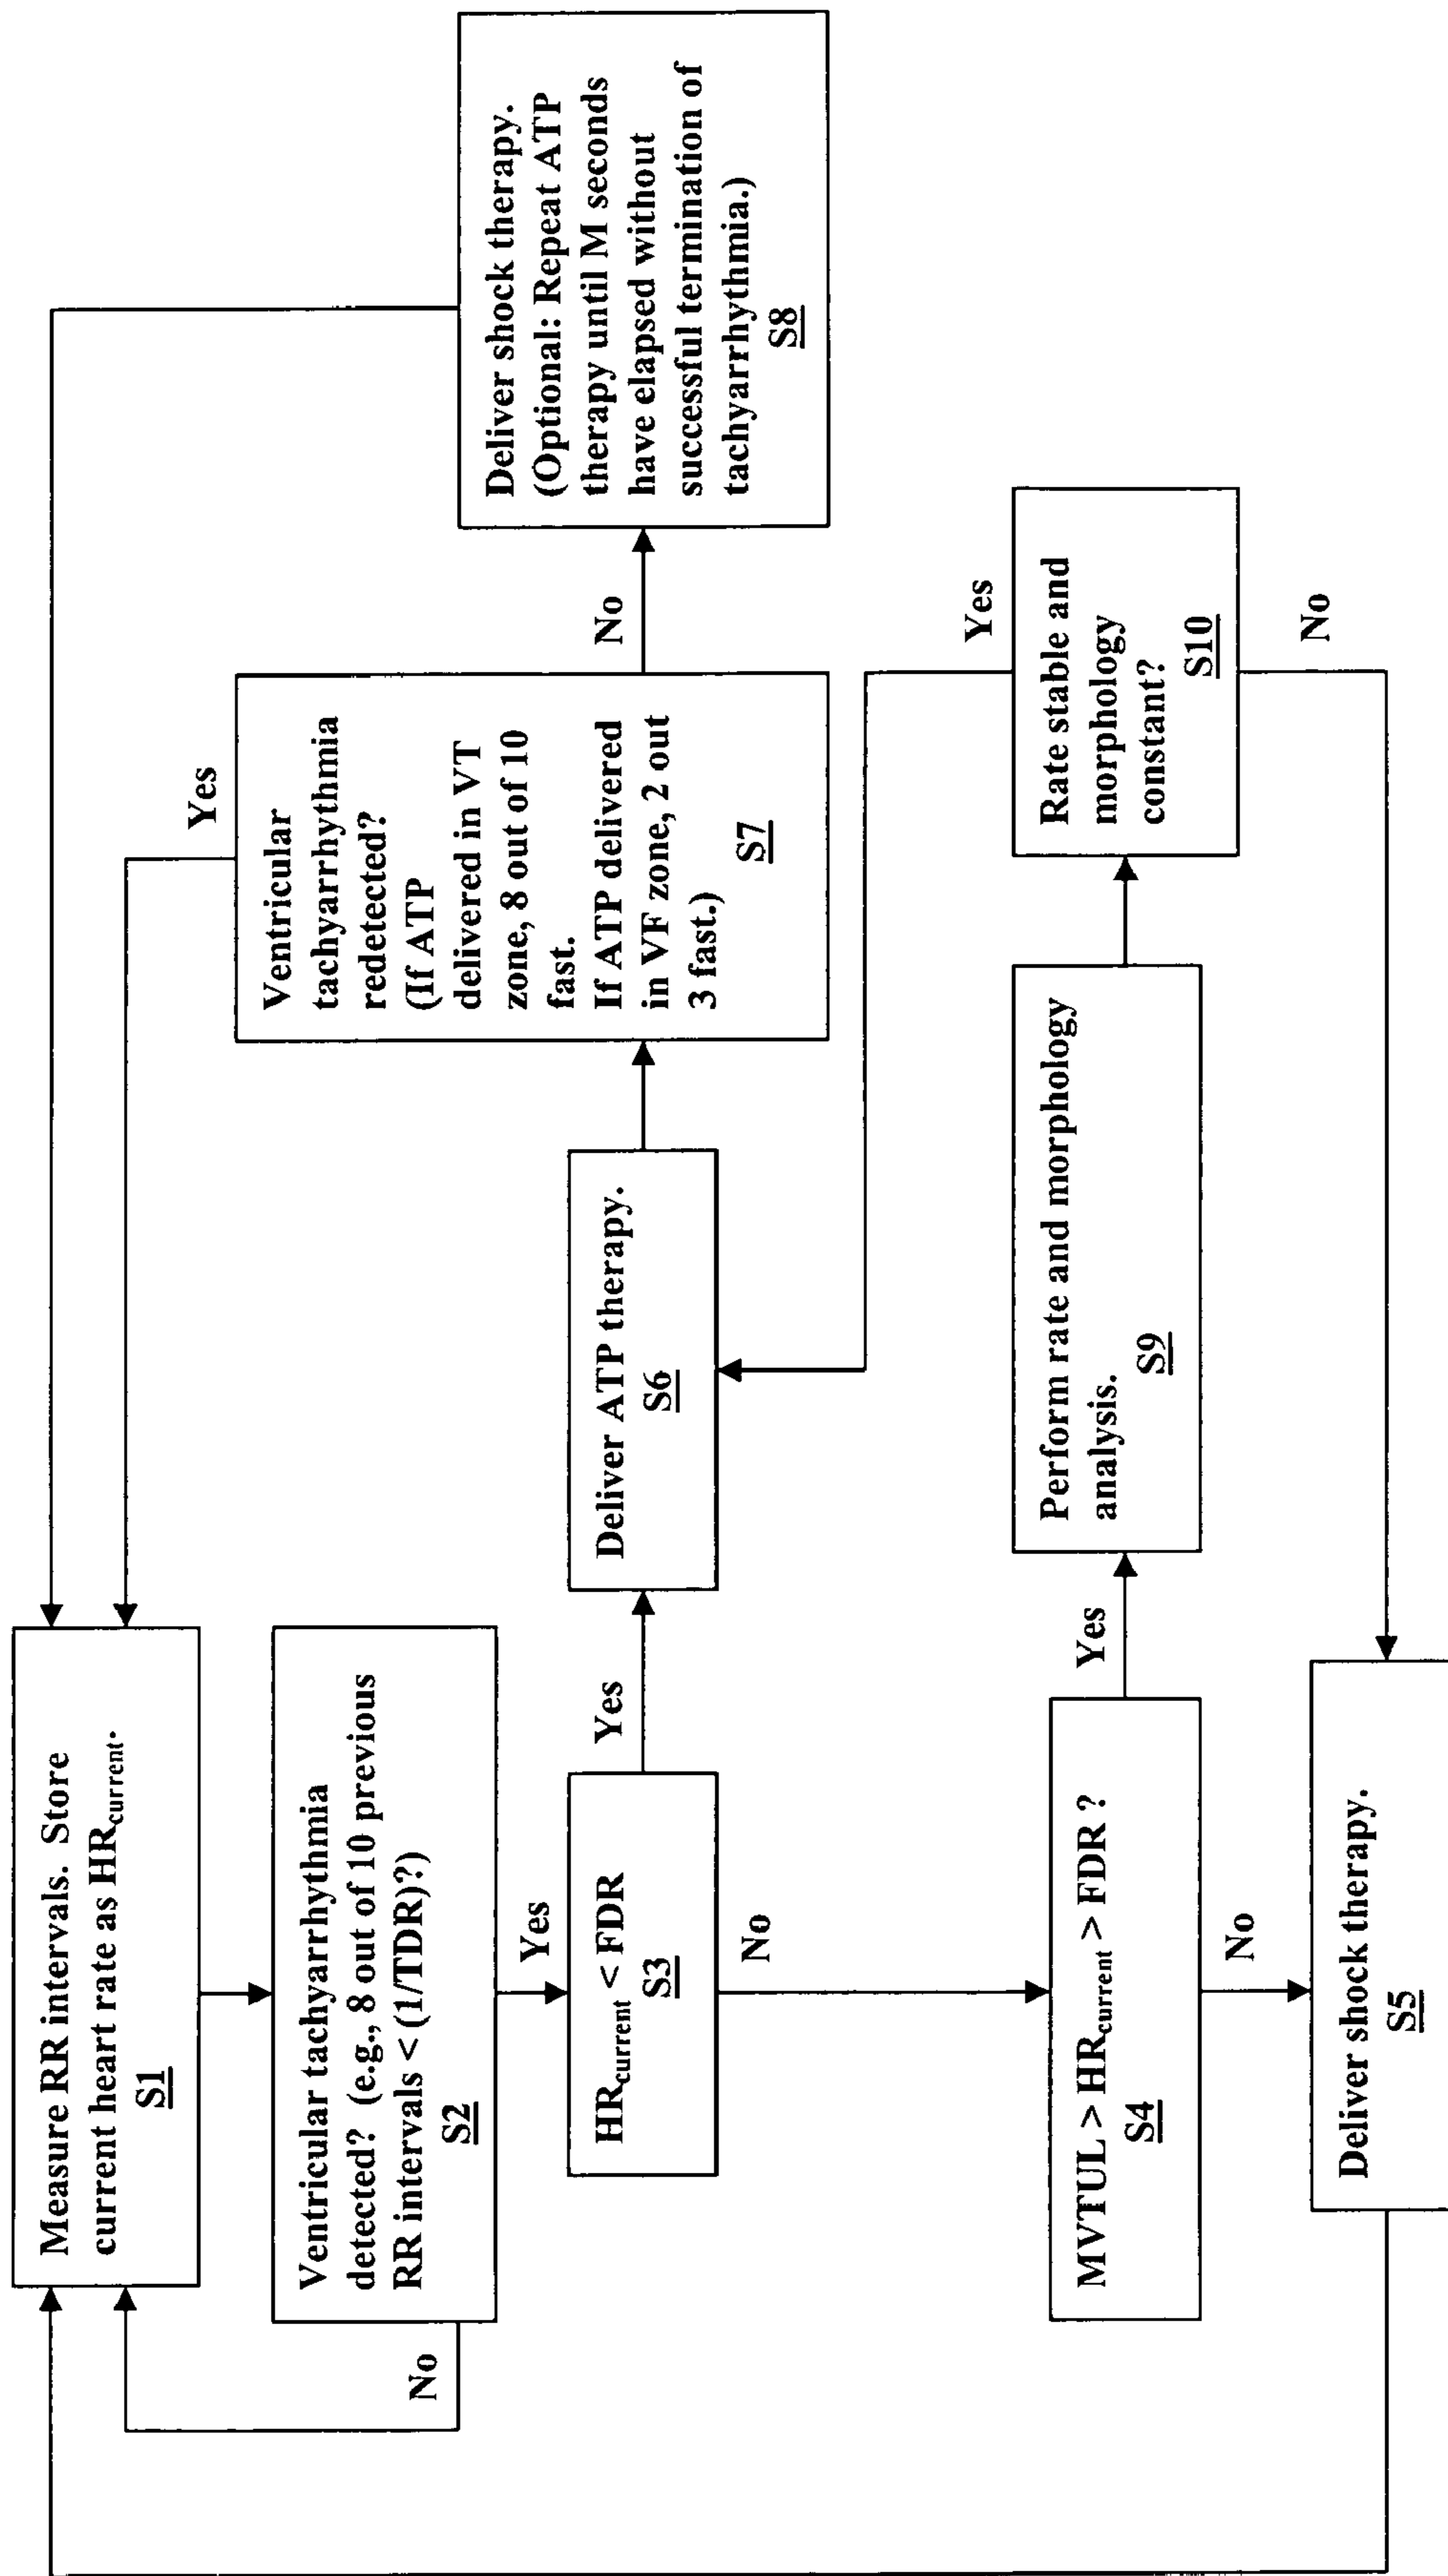 Measure RR intervals. Store
current heart rate as HRcurrent.
S1
Ventricular tachyarrhythmia
detected? (e.g., 8 out of 10 previous
RR intervals < (1/TDR)?)
S2
No
Yes
HRcurrent < FDR
S3
Yes
No
Deliver ATP therapy.
S6
Ventricular
tachyarrhythmia
redetected?
(If ATP
delivered in VT
zone, 8 out of 10
fast.
If ATP delivered
in VF zone, 2 out
3 fast.)
S7
Yes
No
Deliver shock therapy.
(Optional: Repeat ATP
therapy until M seconds
have elapsed without
successful termination of
tachyarrhythmia.)
S8
MVTUL > HRcurrent > FDR ?
S4
Yes
No
Perform rate and morphology
analysis.
S9
Rate stable and
morphology
constant?
S10
Yes
No
Deliver shock therapy.
S5